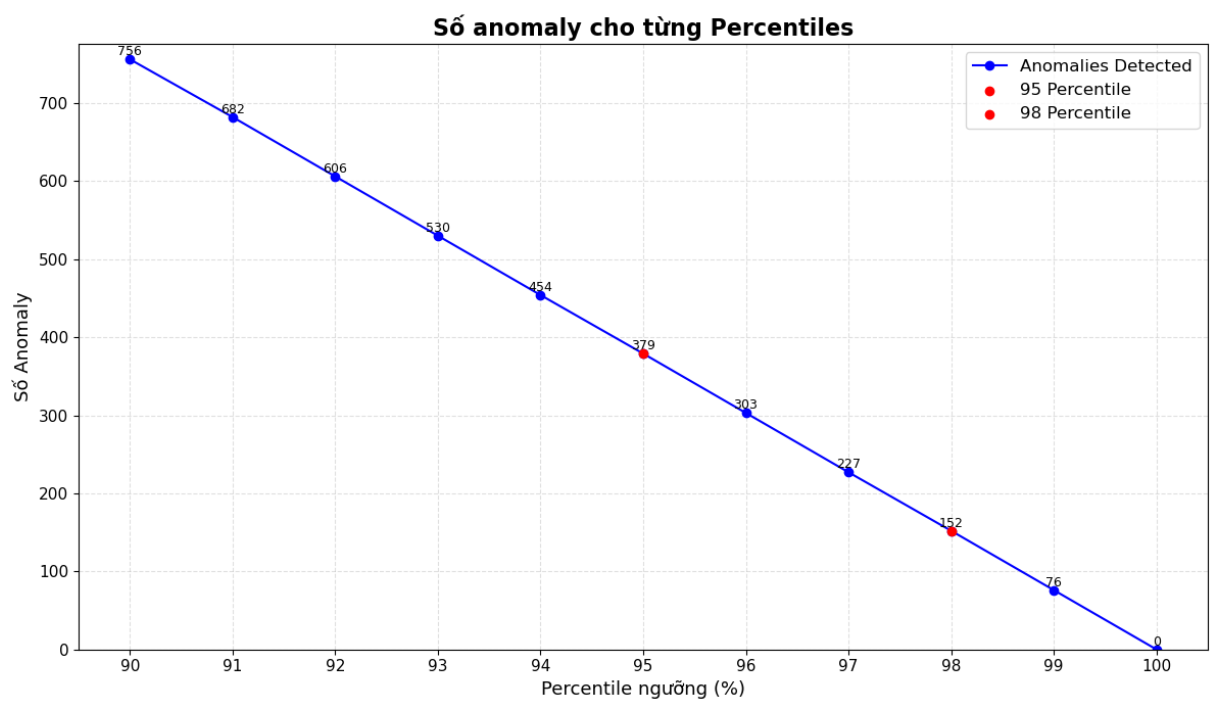 Số anomaly cho từng Percentiles
Anomalies Detected
95 Percentile
98 Percentile
756
682
606
530
454
379
303
227
152
76
0
700
600
500
400
300
200
100
0
Số Anomaly
90 91 92 93 94 95 96 97 98 99 100
Percentile ngưỡng (%)